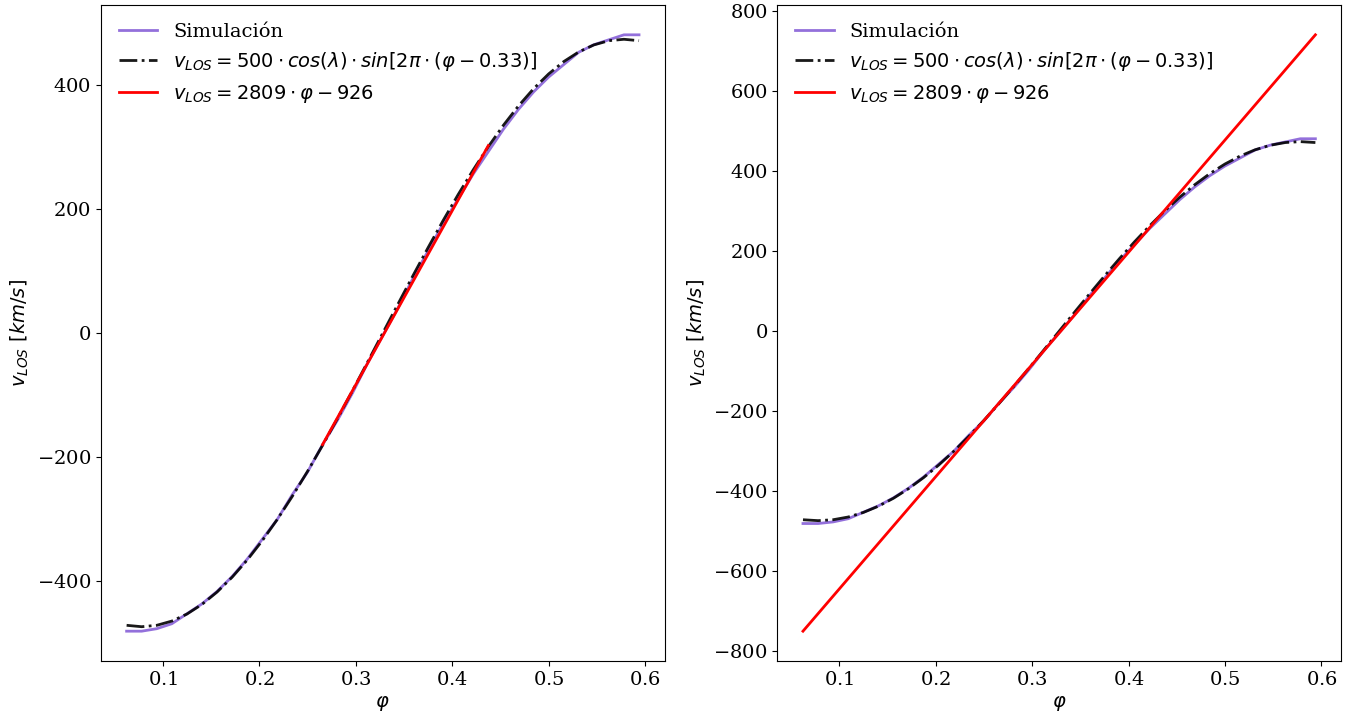 Simulación
v_LOS = 500 · cos(λ) · sin[2π · (φ − 0.33)]
v_LOS = 2809 · φ − 926
400
200
0
−200
−400
v_LOS [km/s]
0.1 0.2 0.3 0.4 0.5 0.6
φ
Simulación
v_LOS = 500 · cos(λ) · sin[2π · (φ − 0.33)]
v_LOS = 2809 · φ − 926
800
600
400
200
0
−200
−400
−600
−800
v_LOS [km/s]
0.1 0.2 0.3 0.4 0.5 0.6
φ